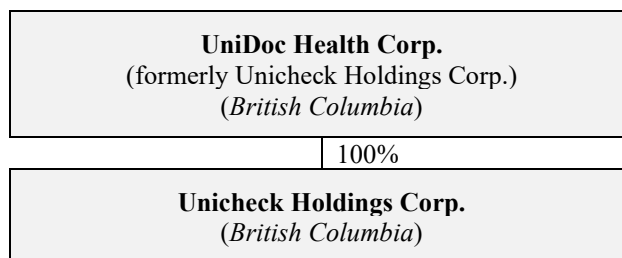 UniDoc Health Corp.
(formerly Unicheck Holdings Corp.)
(British Columbia)
100%
Unicheck Holdings Corp.
(British Columbia)